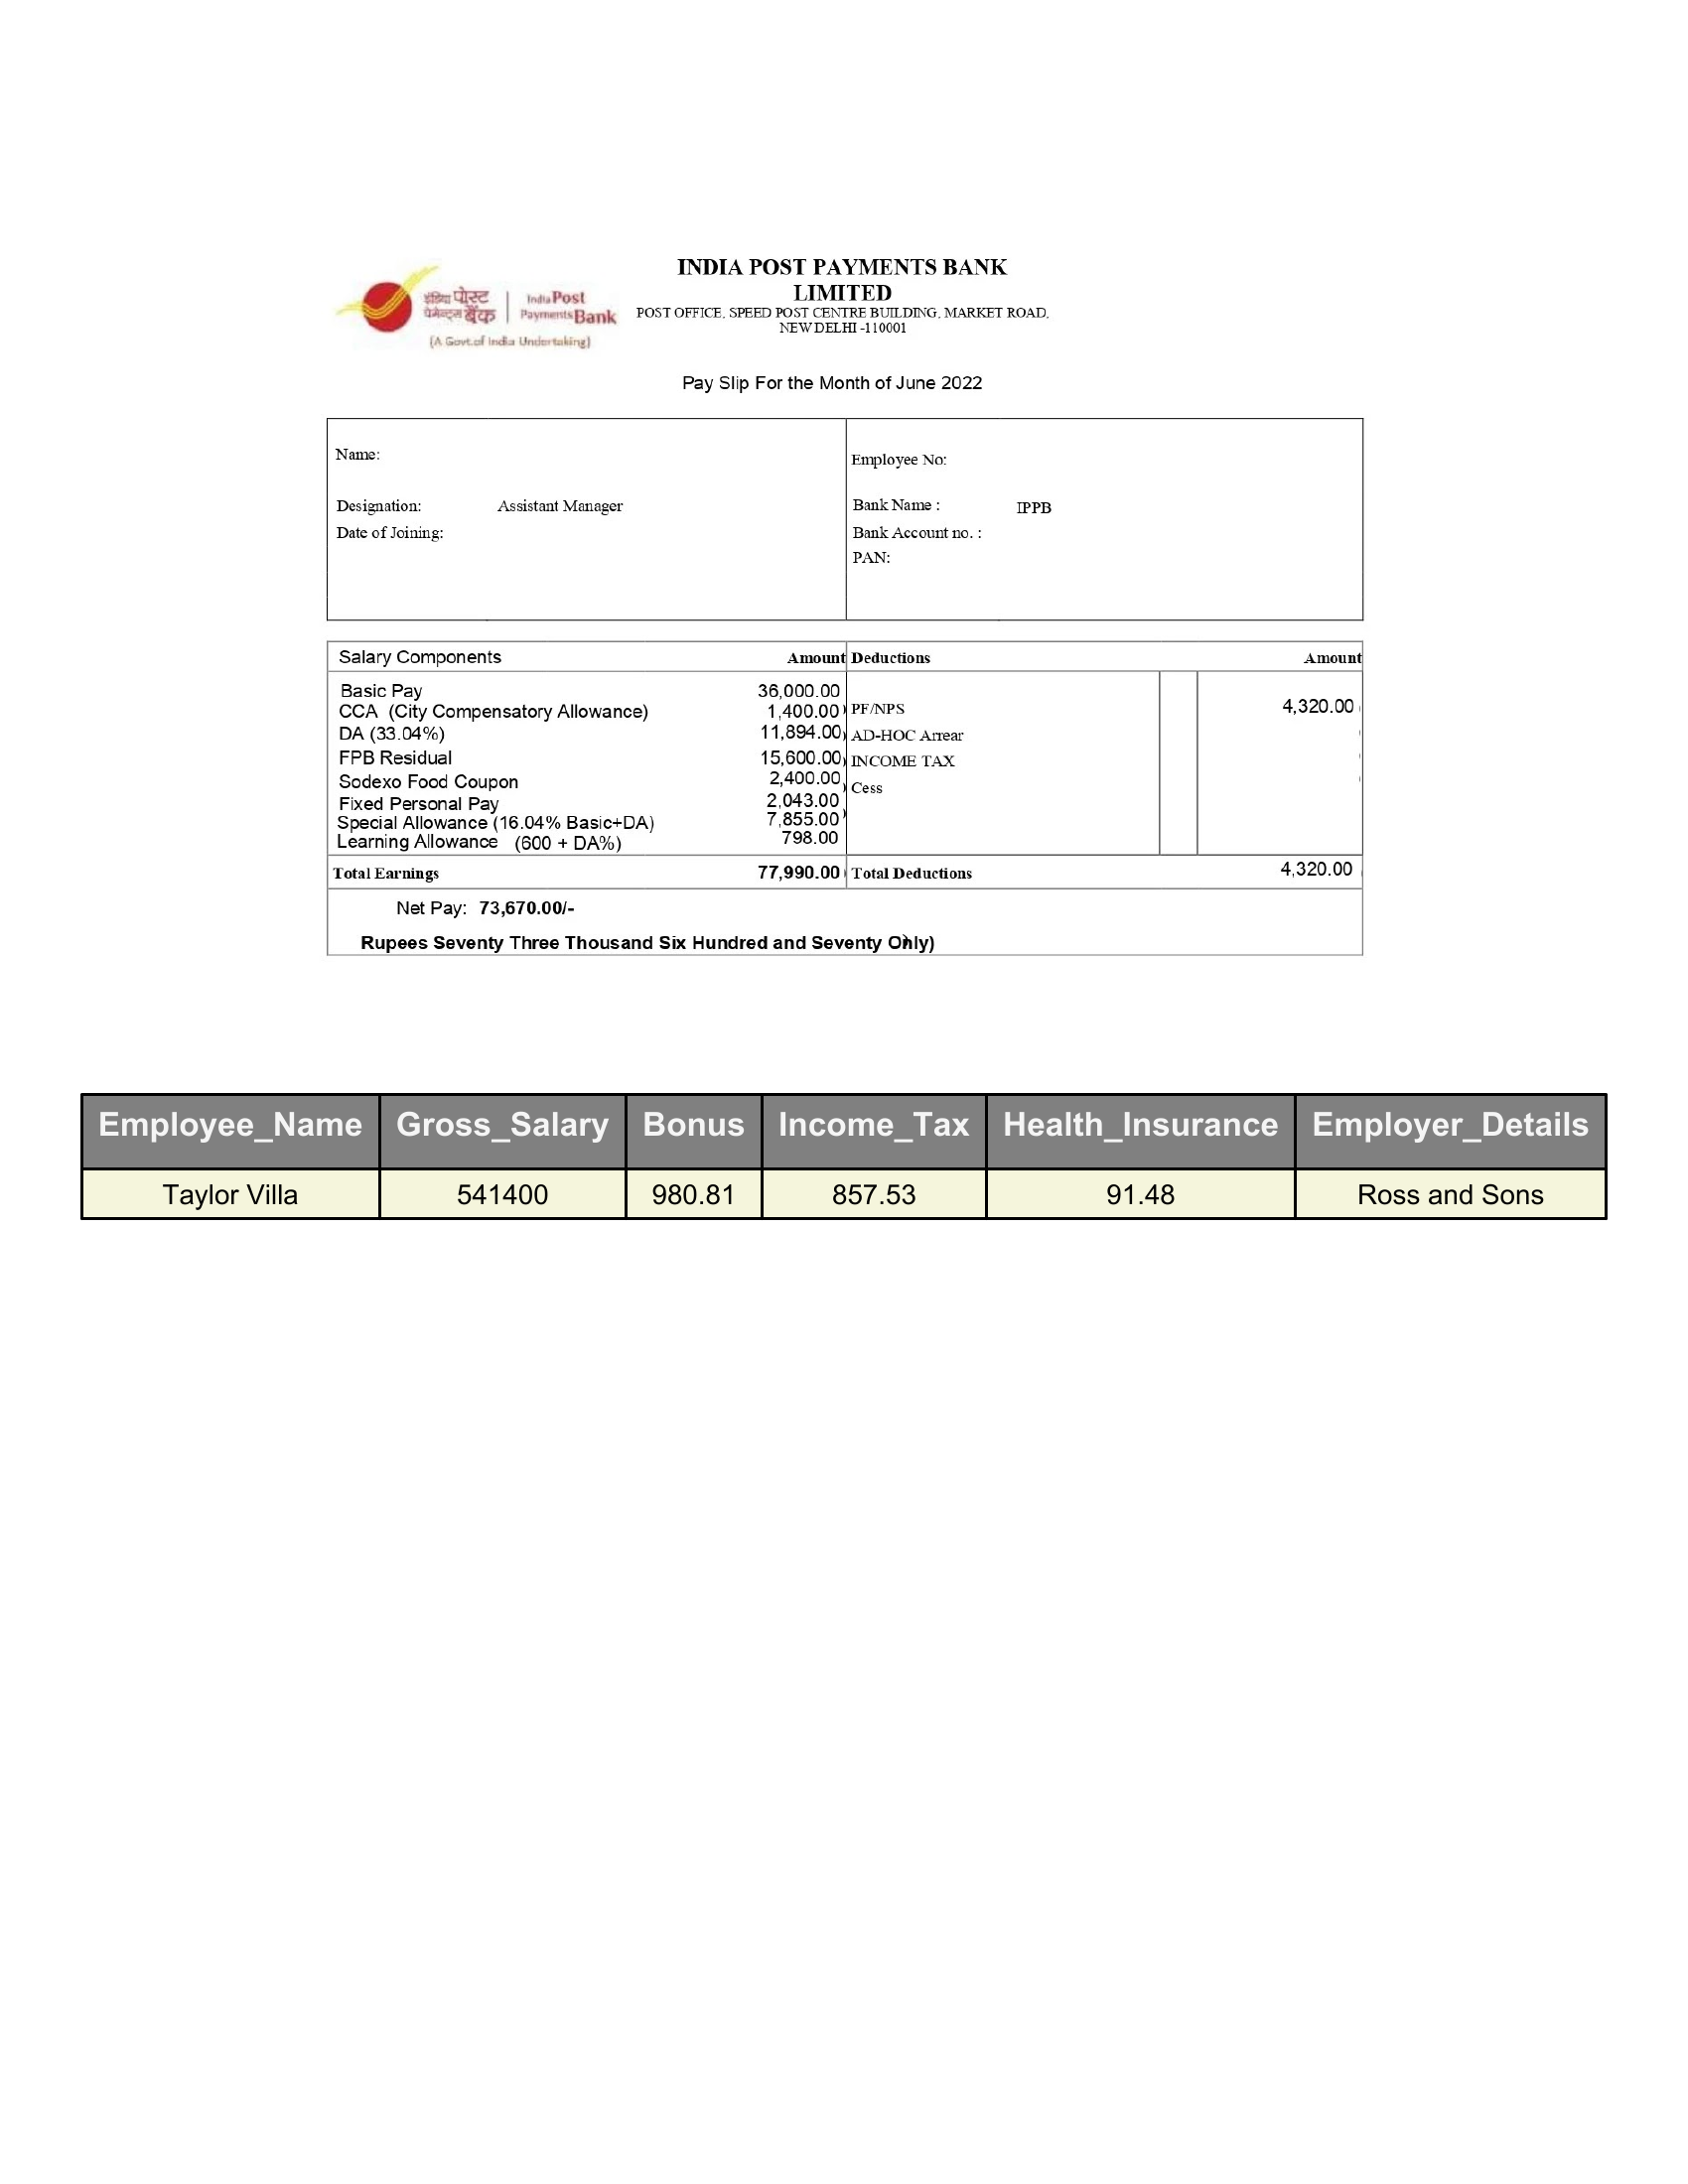 इंडिया पोस्ट पेमेन्ट्स बैंक
India Post Payments Bank
(A Govt.of India Undertaking)
INDIA POST PAYMENTS BANK
LIMITED
POST OFFICE, SPEED POST CENTRE BUILDING, MARKET ROAD,
NEW DELHI -110001
Pay Slip For the Month of June 2022
Name:
Employee No:
Designation: Assistant Manager
Bank Name : IPPB
Date of Joining:
Bank Account no. :
PAN:
Salary Components Amount Deductions Amount
Basic Pay 36,000.00
CCA (City Compensatory Allowance) 1,400.00 PF/NPS 4,320.00
DA (33.04%) 11,894.00 AD-HOC Arrear
FPB Residual 15,600.00 INCOME TAX
Sodexo Food Coupon 2,400.00 Cess
Fixed Personal Pay 2,043.00
Special Allowance (16.04% Basic+DA) 7,855.00
Learning Allowance (600 + DA%) 798.00
Total Earnings 77,990.00 Total Deductions 4,320.00
Net Pay: 73,670.00/-
Rupees Seventy Three Thousand Six Hundred and Seventy Only)
Employee_Name Gross_Salary Bonus Income_Tax Health_Insurance Employer_Details
Taylor Villa 541400 980.81 857.53 91.48 Ross and Sons